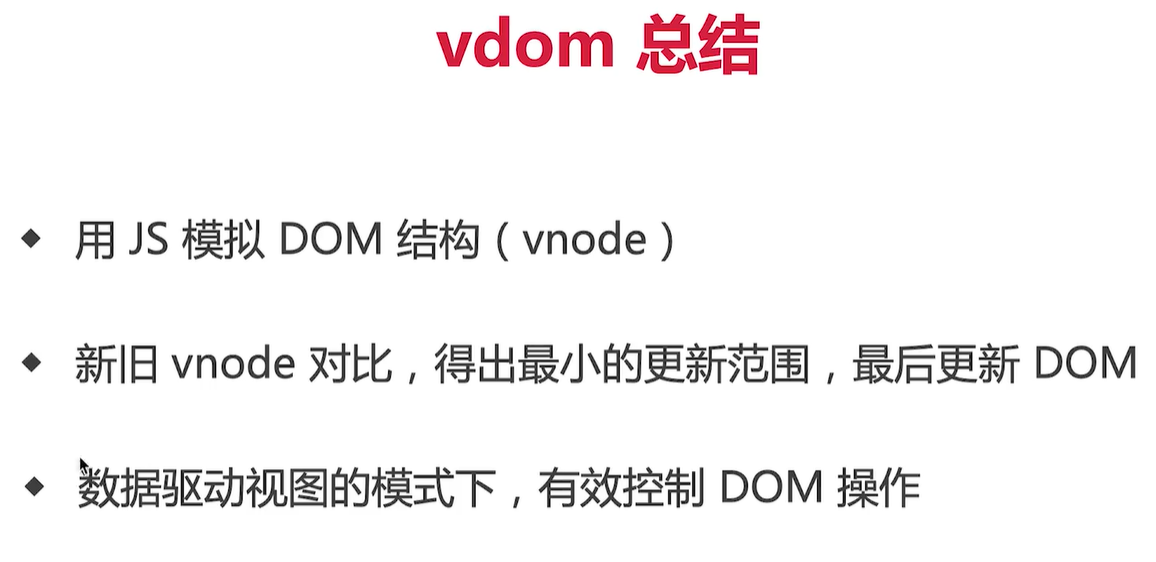 vdom 总结
◆ 用 JS 模拟 DOM 结构（vnode）
◆ 新旧 vnode 对比，得出最小的更新范围，最后更新 DOM
◆ 数据驱动视图的模式下，有效控制 DOM 操作